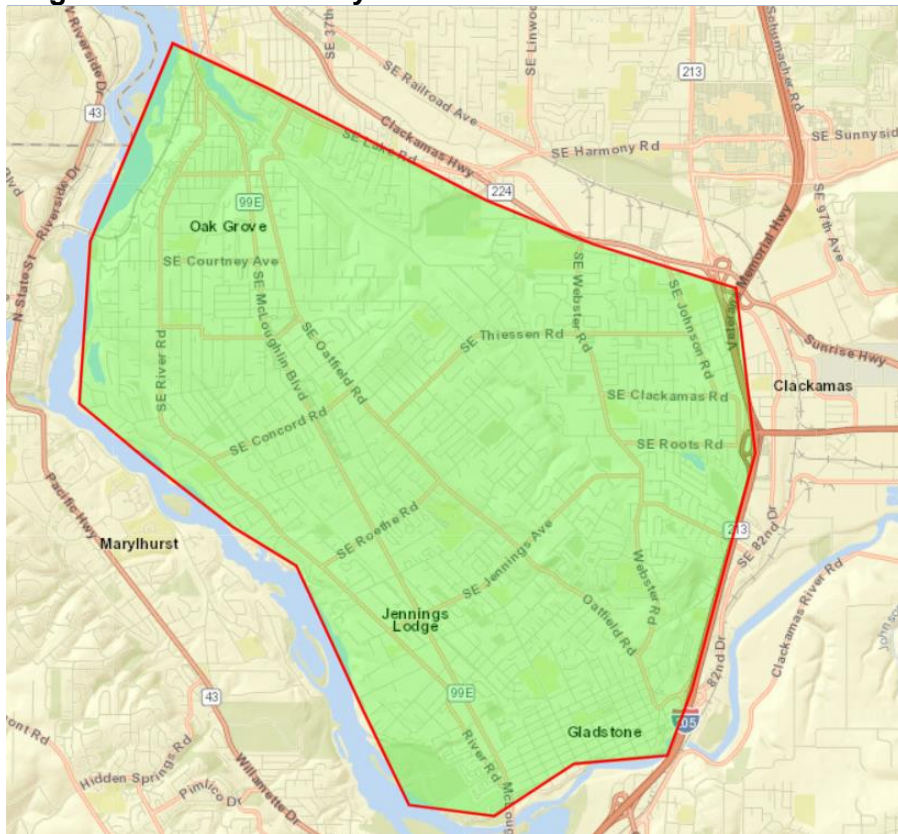 SE 37th
SE Linwood
Riverside Dr
43
SE Railroad Ave
213
Schumacher Rd
SE Sunnyside
SE Lake Rd
Clackamas Hwy
SE Harmony Rd
224
SE 97th Ave
Blvd
N State St
Riverside Dr
99E
Oak Grove
SE Courtney Ave
SE McLoughlin Blvd
SE Oatfield Rd
SE Webster Rd
SE Johnson Rd
Veterans Memorial Hwy
Sunrise Hwy
SE Thiessen Rd
SE River Rd
Clackamas
SE Clackamas Rd
SE Concord Rd
SE Roots Rd
Pacific Hwy
Marylhurst
SE Roethe Rd
SE Jennings Ave
213
SE 82nd Dr
Webster Rd
Clackamas River Rd
Jennings
Lodge
Oatfield Rd
82nd Dr
43
99E
River Rd
Gladstone
Hidden Springs Rd
Pimlico Dr
Willamette Dr